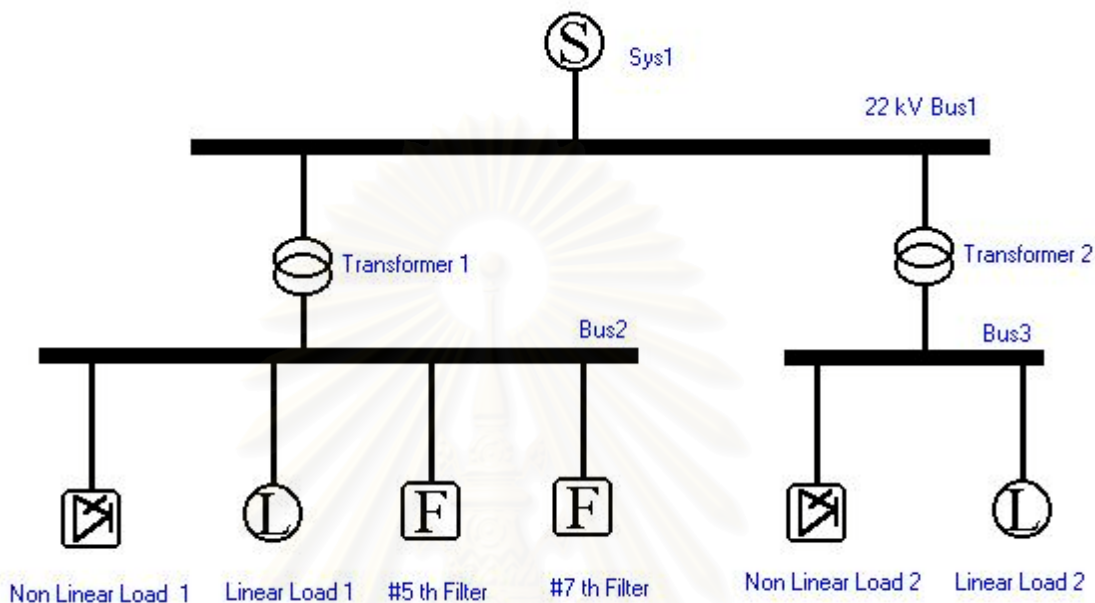 S
Sys1
22 kV Bus1
Transformer 1
Transformer 2
Bus2
Bus3
L
F
F
L
Non Linear Load 1
Linear Load 1
#5 th Filter
#7 th Filter
Non Linear Load 2
Linear Load 2